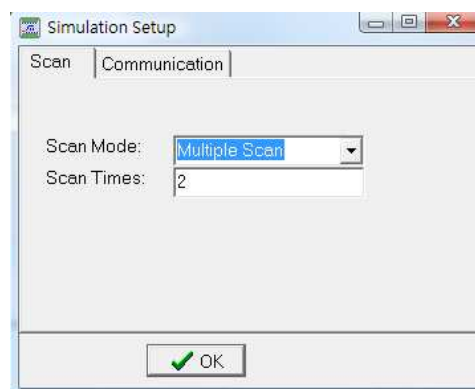 Simulation Setup
Scan Communication
Scan Mode: Multiple Scan
Scan Times: 2
OK